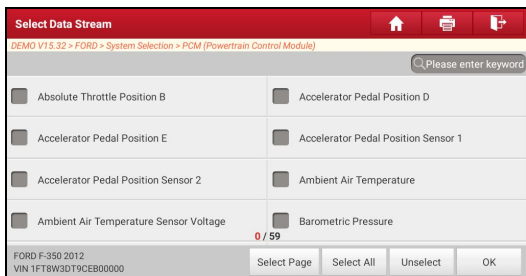 Select Data Stream
DEMO V15.32 > FORD > System Selection > PCM (Powertrain Control Module)
Please enter keyword
Absolute Throttle Position B
Accelerator Pedal Position D
Accelerator Pedal Position E
Accelerator Pedal Position Sensor 1
Accelerator Pedal Position Sensor 2
Ambient Air Temperature
Ambient Air Temperature Sensor Voltage
Barometric Pressure
0 / 59
FORD F-350 2012
VIN 1FT8W3DT9CEB00000
Select Page
Select All
Unselect
OK